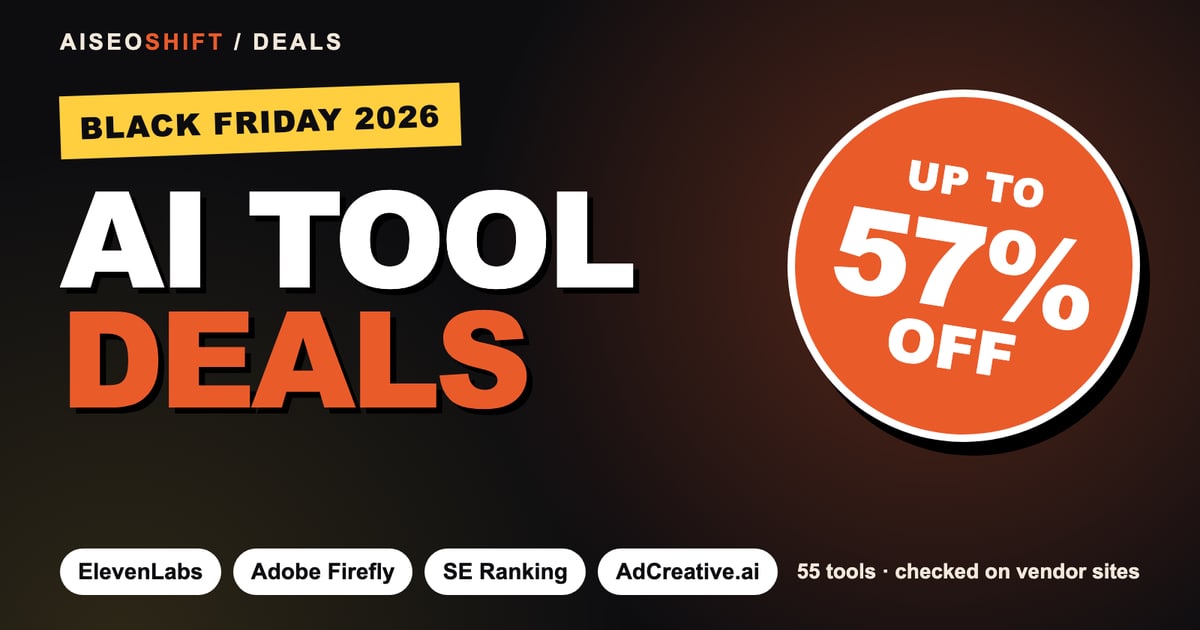 AISEOSHIFT / DEALS
BLACK FRIDAY 2026
AI TOOL
DEALS
UP TO
57%
OFF
ElevenLabs
Adobe Firefly
SE Ranking
AdCreative.ai
55 tools · checked on vendor sites